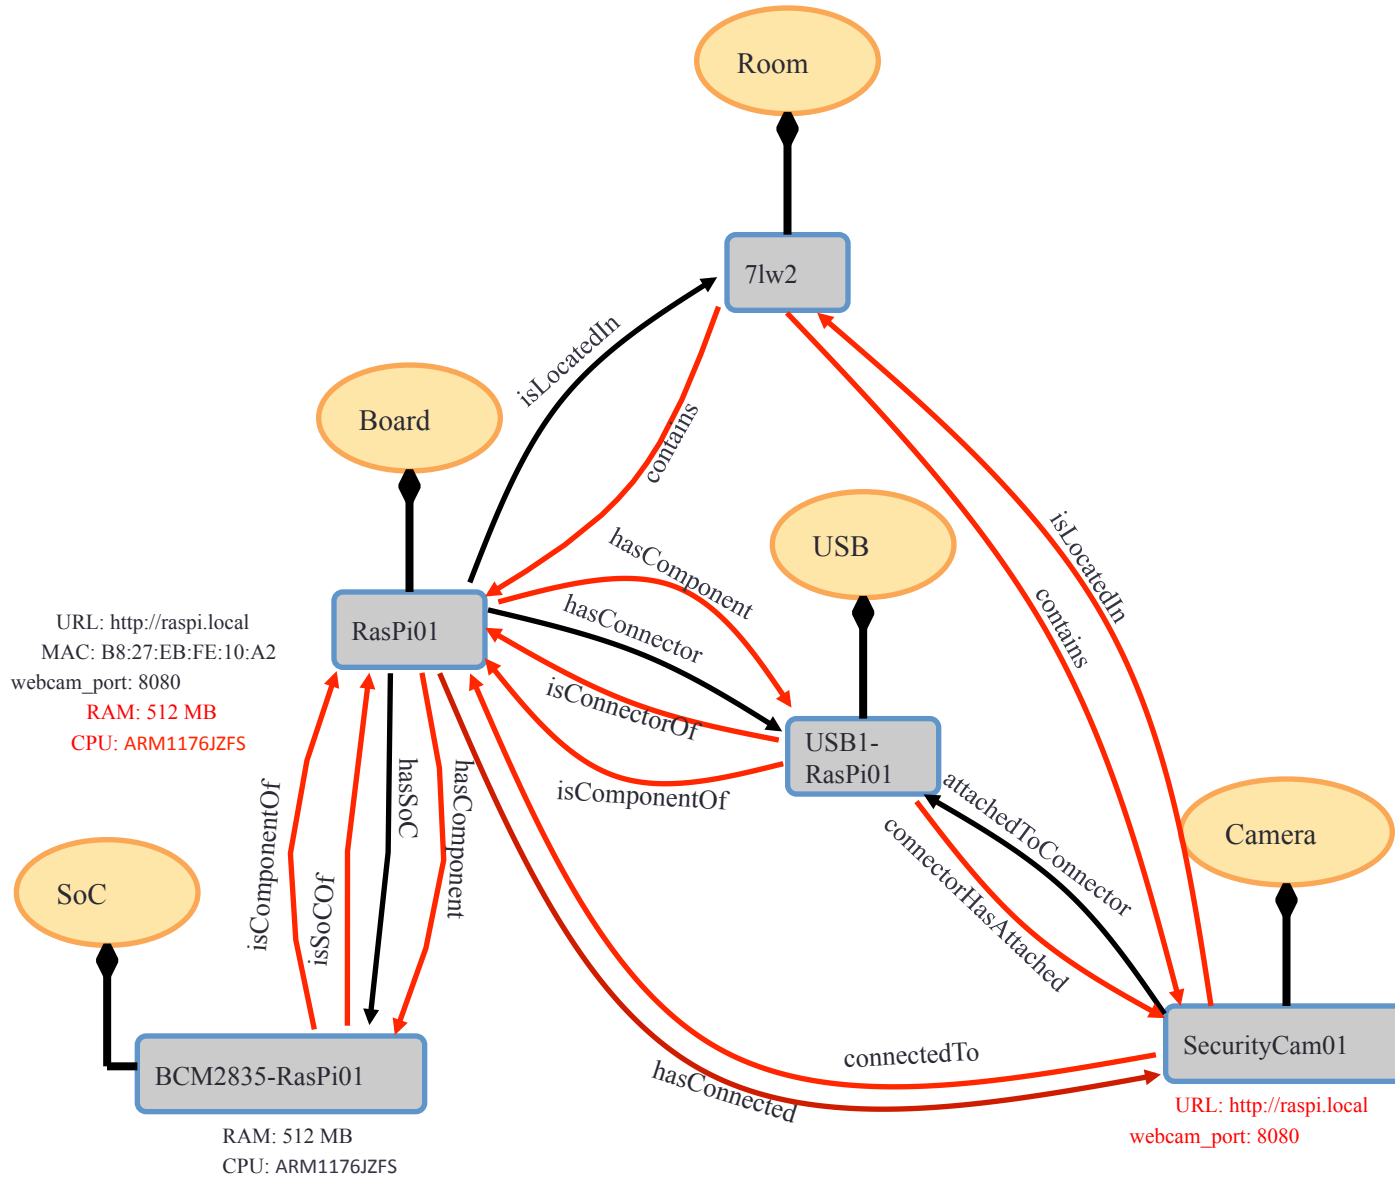 Room
7lw2
isLocatedIn
contains
Board
hasComponent
USB
isLocatedIn
hasConnector
contains
RasPi01
URL: http://raspi.local
MAC: B8:27:EB:FE:10:A2
webcam_port: 8080
RAM: 512 MB
CPU: ARM1176JZFS
isConnectorOf
USB1-
RasPi01
isComponentOf
hasSoC
hasComponent
attachedToConnector
connectorHasAttached
Camera
isComponentOf
isSoCOf
SoC
connectedTo
hasConnected
SecurityCam01
BCM2835-RasPi01
URL: http://raspi.local
webcam_port: 8080
RAM: 512 MB
CPU: ARM1176JZFS